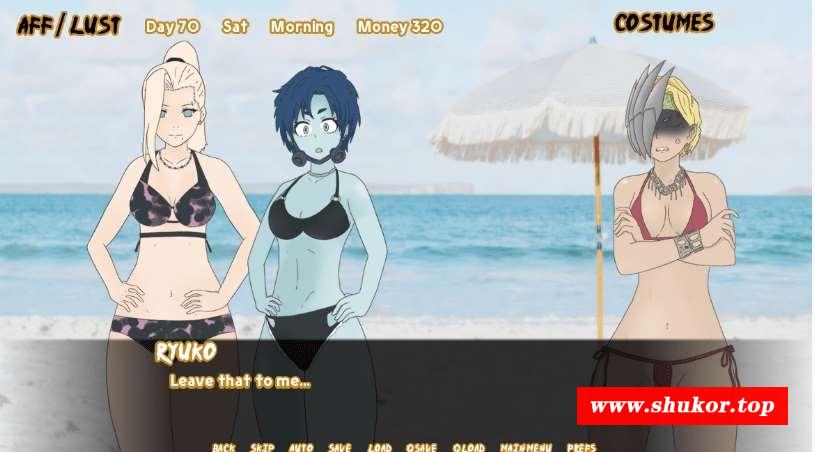 AFF/LUST Day 70 Sat Morning Money 320 COSTUMES
RYUKO
Leave that to me...
www.shukor.top
BACK SKIP AUTO SAVE LOAD QSAVE QLOAD MAINMENU PREFS